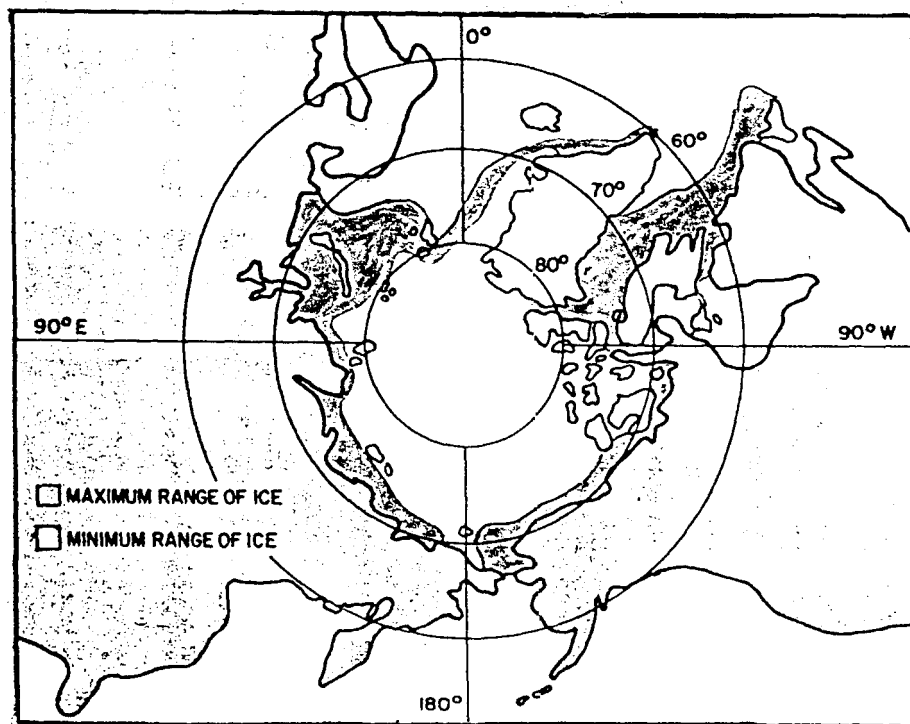 0°
60°
70°
80°
90° E
90° W
MAXIMUM RANGE OF ICE
MINIMUM RANGE OF ICE
180°